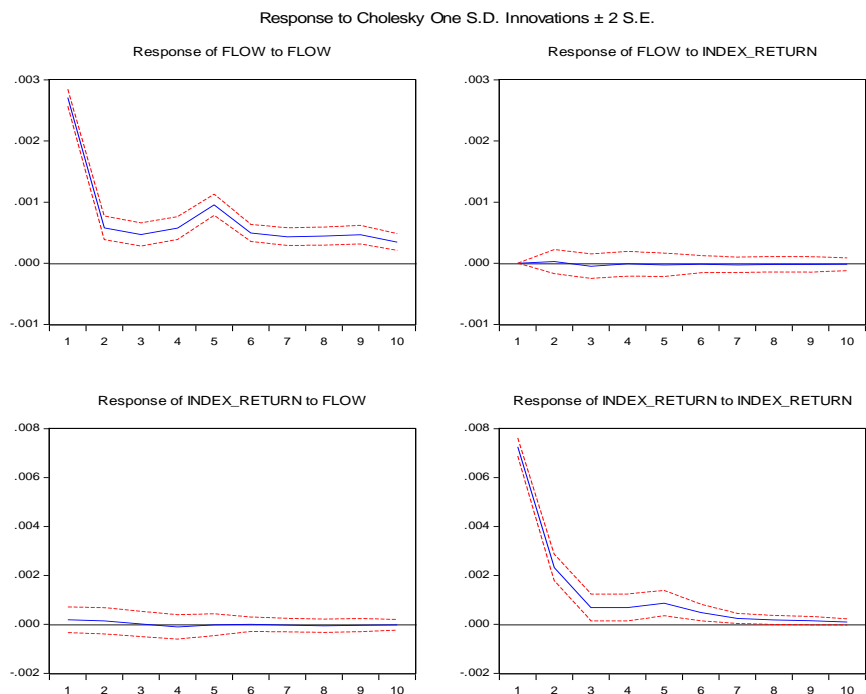 Response to Cholesky One S.D. Innovations ± 2 S.E.
Response of FLOW to FLOW
.003
.002
.001
.000
-.001
1 2 3 4 5 6 7 8 9 10
Response of FLOW to INDEX_RETURN
.003
.002
.001
.000
-.001
1 2 3 4 5 6 7 8 9 10
Response of INDEX_RETURN to FLOW
.008
.006
.004
.002
.000
-.002
1 2 3 4 5 6 7 8 9 10
Response of INDEX_RETURN to INDEX_RETURN
.008
.006
.004
.002
.000
-.002
1 2 3 4 5 6 7 8 9 10